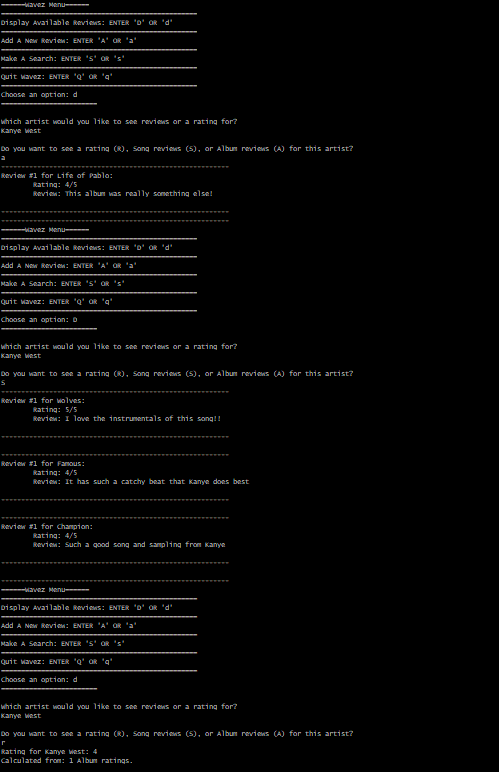 ======Wavez Menu======
=================================================
Display Available Reviews: ENTER 'D' OR 'd'
=================================================
Add A New Review: ENTER 'A' OR 'a'
=================================================
Make A Search: ENTER 'S' OR 's'
=================================================
Quit Wavez: ENTER 'Q' OR 'q'
=================================================
Choose an option: d
========================
Which artist would you like to see reviews or a rating for?
Kanye West
Do you want to see a rating (R), Song reviews (S), or Album reviews (A) for this artist?
a
---------------------------------------------------------
Review #1 for Life of Pablo:
Rating: 4/5
Review: This album was really something else!
---------------------------------------------------------
---------------------------------------------------------
======Wavez Menu======
=================================================
Display Available Reviews: ENTER 'D' OR 'd'
=================================================
Add A New Review: ENTER 'A' OR 'a'
=================================================
Make A Search: ENTER 'S' OR 's'
=================================================
Quit Wavez: ENTER 'Q' OR 'q'
=================================================
Choose an option: D
========================
Which artist would you like to see reviews or a rating for?
Kanye West
Do you want to see a rating (R), Song reviews (S), or Album reviews (A) for this artist?
S
---------------------------------------------------------
Review #1 for Wolves:
Rating: 5/5
Review: I love the instrumentals of this song!!
---------------------------------------------------------
---------------------------------------------------------
Review #1 for Famous:
Rating: 4/5
Review: It has such a catchy beat that Kanye does best
---------------------------------------------------------
---------------------------------------------------------
Review #1 for Champion:
Rating: 4/5
Review: Such a good song and sampling from Kanye
---------------------------------------------------------
---------------------------------------------------------
======Wavez Menu======
=================================================
Display Available Reviews: ENTER 'D' OR 'd'
=================================================
Add A New Review: ENTER 'A' OR 'a'
=================================================
Make A Search: ENTER 'S' OR 's'
=================================================
Quit Wavez: ENTER 'Q' OR 'q'
=================================================
Choose an option: d
========================
Which artist would you like to see reviews or a rating for?
Kanye West
Do you want to see a rating (R), Song reviews (S), or Album reviews (A) for this artist?
r
Rating for Kanye West: 4
Calculated from: 1 Album ratings.